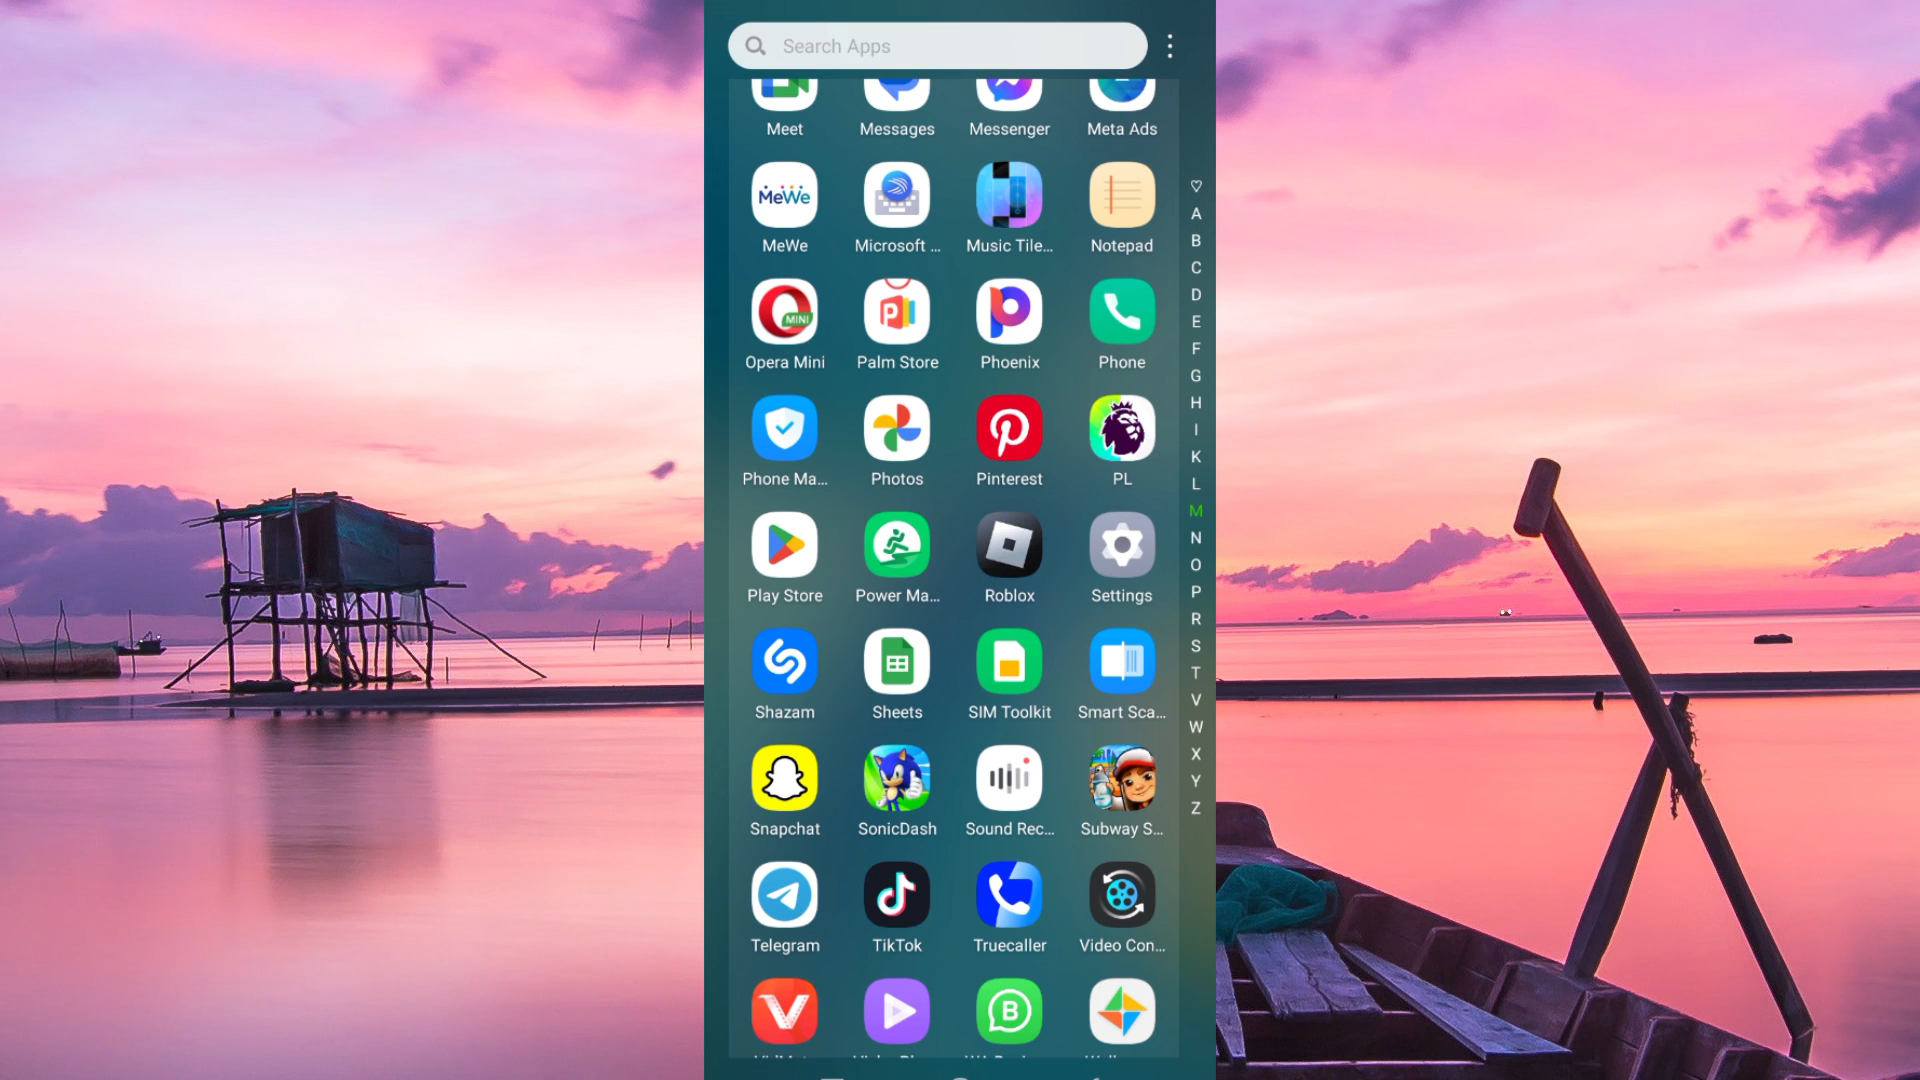 Search Apps
Meet Messages Messenger Meta Ads
MeWe
MeWe Microsoft ... Music Tile... Notepad
MINI
Opera Mini Palm Store Phoenix Phone
Phone Ma... Photos Pinterest PL
Play Store Power Ma... Roblox Settings
Shazam Sheets SIM Toolkit Smart Sca...
Snapchat SonicDash Sound Rec... Subway S...
Telegram TikTok Truecaller Video Con...
♡
A
B
C
D
E
F
G
H
I
K
L
M
N
O
P
R
S
T
V
W
X
Y
Z